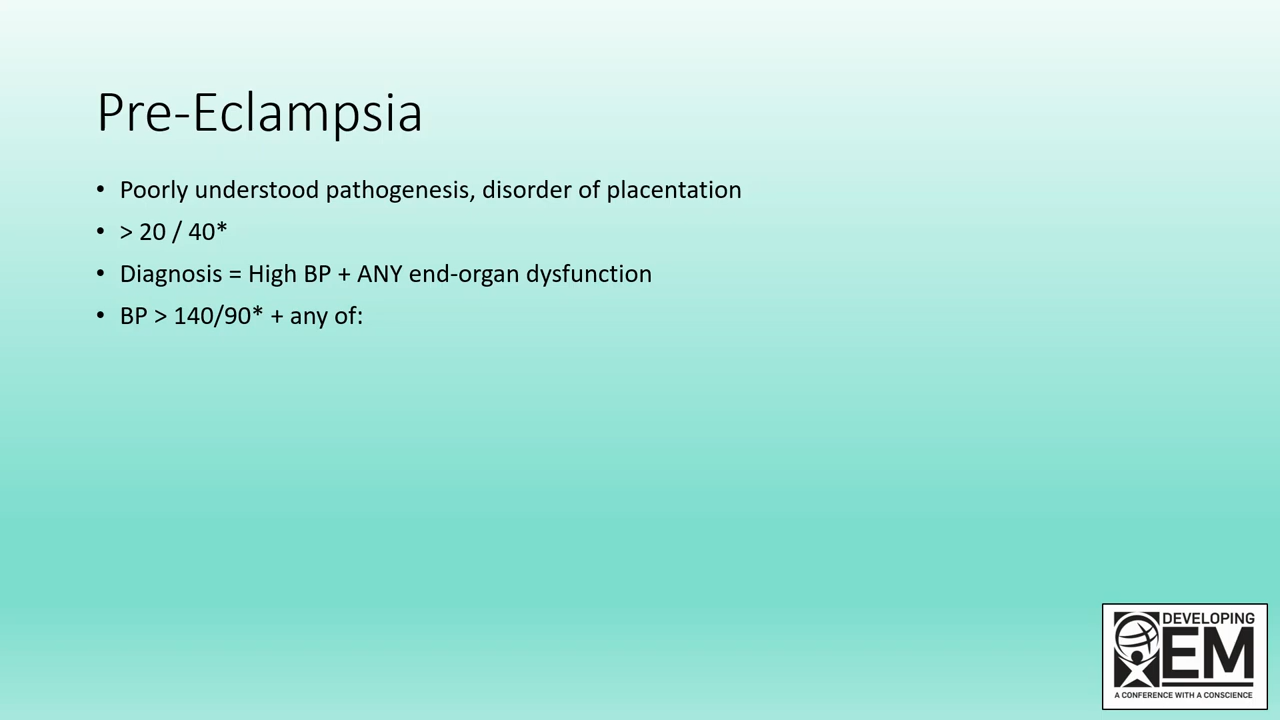 Pre-Eclampsia
• Poorly understood pathogenesis, disorder of placentation
• > 20 / 40*
• Diagnosis = High BP + ANY end-organ dysfunction
• BP > 140/90* + any of:
DEVELOPING
EM
A CONFERENCE WITH A CONSCIENCE